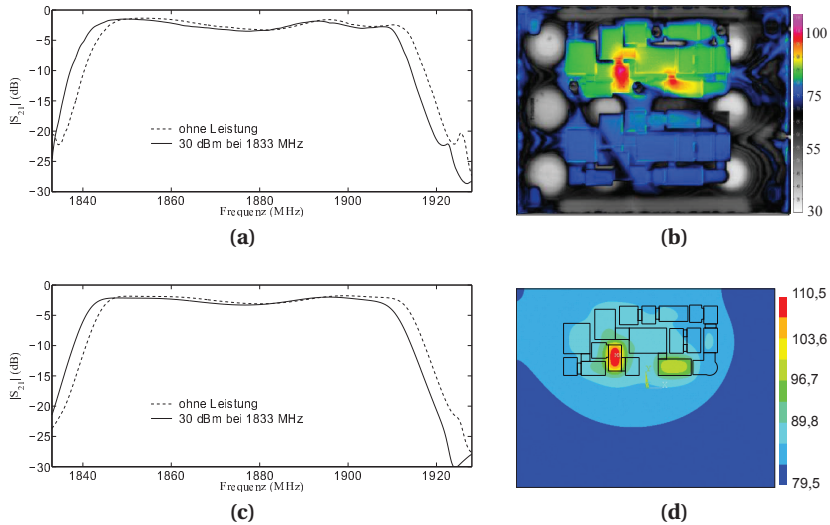 0
−5
−10
−15
−20
−25
−30
|S21| (dB)
ohne Leistung
30 dBm bei 1833 MHz
1840 1860 1880 1900 1920
Frequenz (MHz)
(a)
100
75
55
30
(b)
0
−5
−10
−15
−20
−25
−30
|S21| (dB)
ohne Leistung
30 dBm bei 1833 MHz
1840 1860 1880 1900 1920
Frequenz (MHz)
(c)
110,5
103,6
96,7
89,8
79,5
(d)